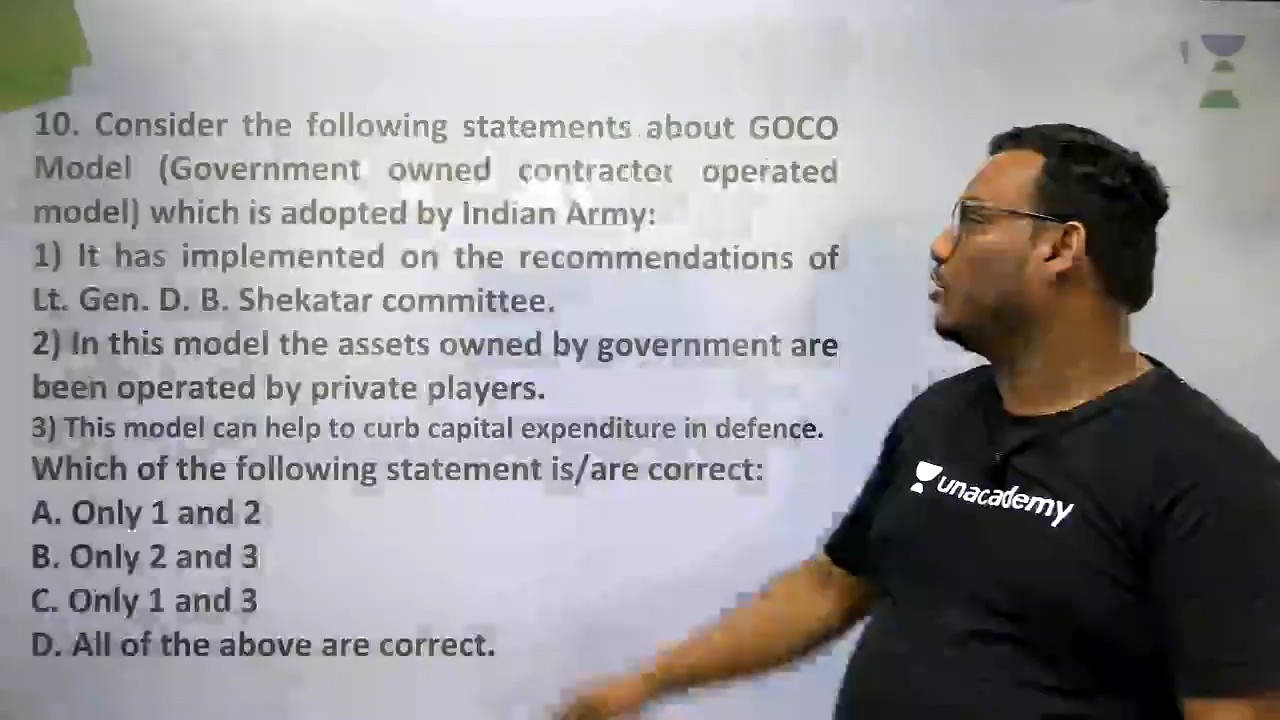 10. Consider the following statements about GOCO
Model (Government owned contractor operated
model) which is adopted by Indian Army:
1) It has implemented on the recommendations of
Lt. Gen. D. B. Shekatar committee.
2) In this model the assets owned by government are
been operated by private players.
3) This model can help to curb capital expenditure in defence.
Which of the following statement is/are correct:
A. Only 1 and 2
B. Only 2 and 3
C. Only 1 and 3
D. All of the above are correct.
unacademy